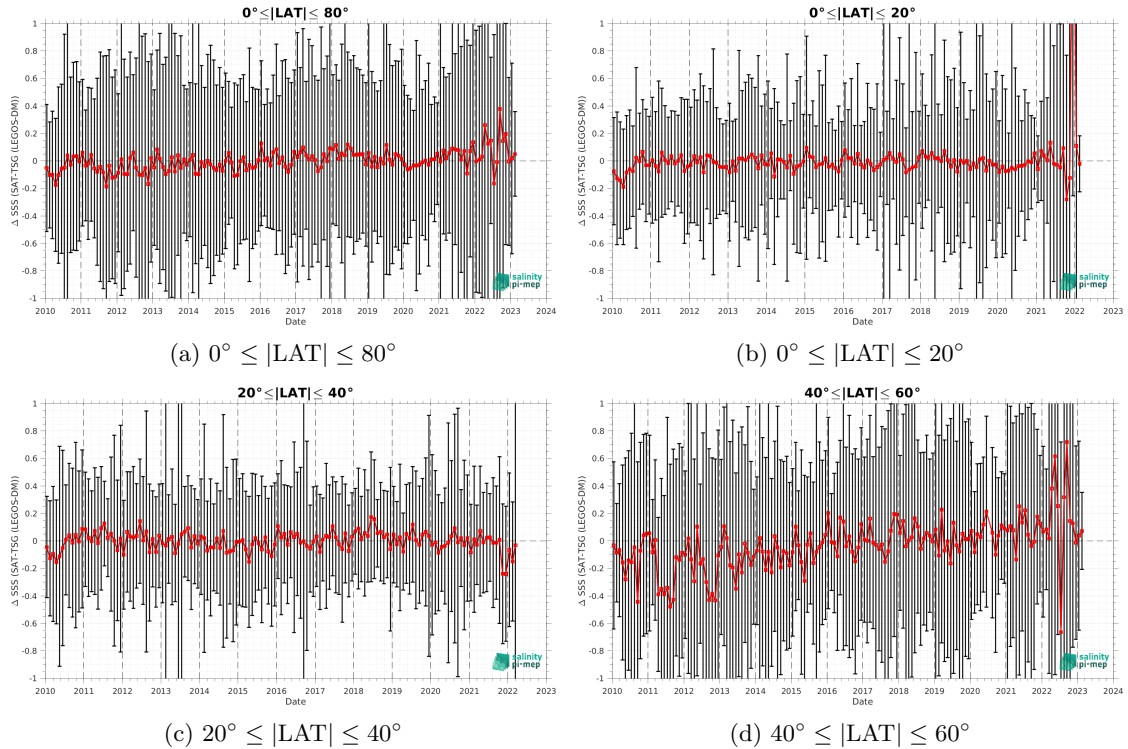 0°≤|LAT|≤ 80°
Δ SSS (SAT-TSG (LEGOS-DM))
1
0.8
0.6
0.4
0.2
0
-0.2
-0.4
-0.6
-0.8
-1
2010 2011 2012 2013 2014 2015 2016 2017 2018 2019 2020 2021 2022 2023 2024
Date
salinity
pi-mep
(a) 0° ≤ |LAT| ≤ 80°
0°≤|LAT|≤ 20°
Δ SSS (SAT-TSG (LEGOS-DM))
1
0.8
0.6
0.4
0.2
0
-0.2
-0.4
-0.6
-0.8
-1
2010 2011 2012 2013 2014 2015 2016 2017 2018 2019 2020 2021 2022 2023
Date
salinity
pi-mep
(b) 0° ≤ |LAT| ≤ 20°
20°≤|LAT|≤ 40°
Δ SSS (SAT-TSG (LEGOS-DM))
1
0.8
0.6
0.4
0.2
0
-0.2
-0.4
-0.6
-0.8
-1
2010 2011 2012 2013 2014 2015 2016 2017 2018 2019 2020 2021 2022 2023
Date
salinity
pi-mep
(c) 20° ≤ |LAT| ≤ 40°
40°≤|LAT|≤ 60°
Δ SSS (SAT-TSG (LEGOS-DM))
1
0.8
0.6
0.4
0.2
0
-0.2
-0.4
-0.6
-0.8
-1
2010 2011 2012 2013 2014 2015 2016 2017 2018 2019 2020 2021 2022 2023 2024
Date
salinity
pi-mep
(d) 40° ≤ |LAT| ≤ 60°